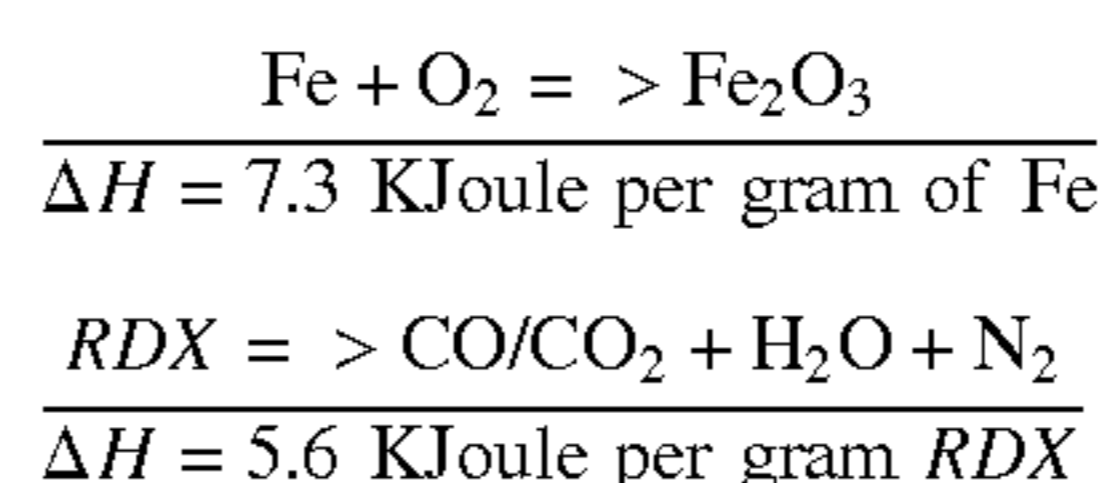 Fe + O₂ = > Fe₂O₃
ΔH = 7.3 KJoule per gram of Fe
RDX = > CO/CO₂ + H₂O + N₂
ΔH = 5.6 KJoule per gram RDX